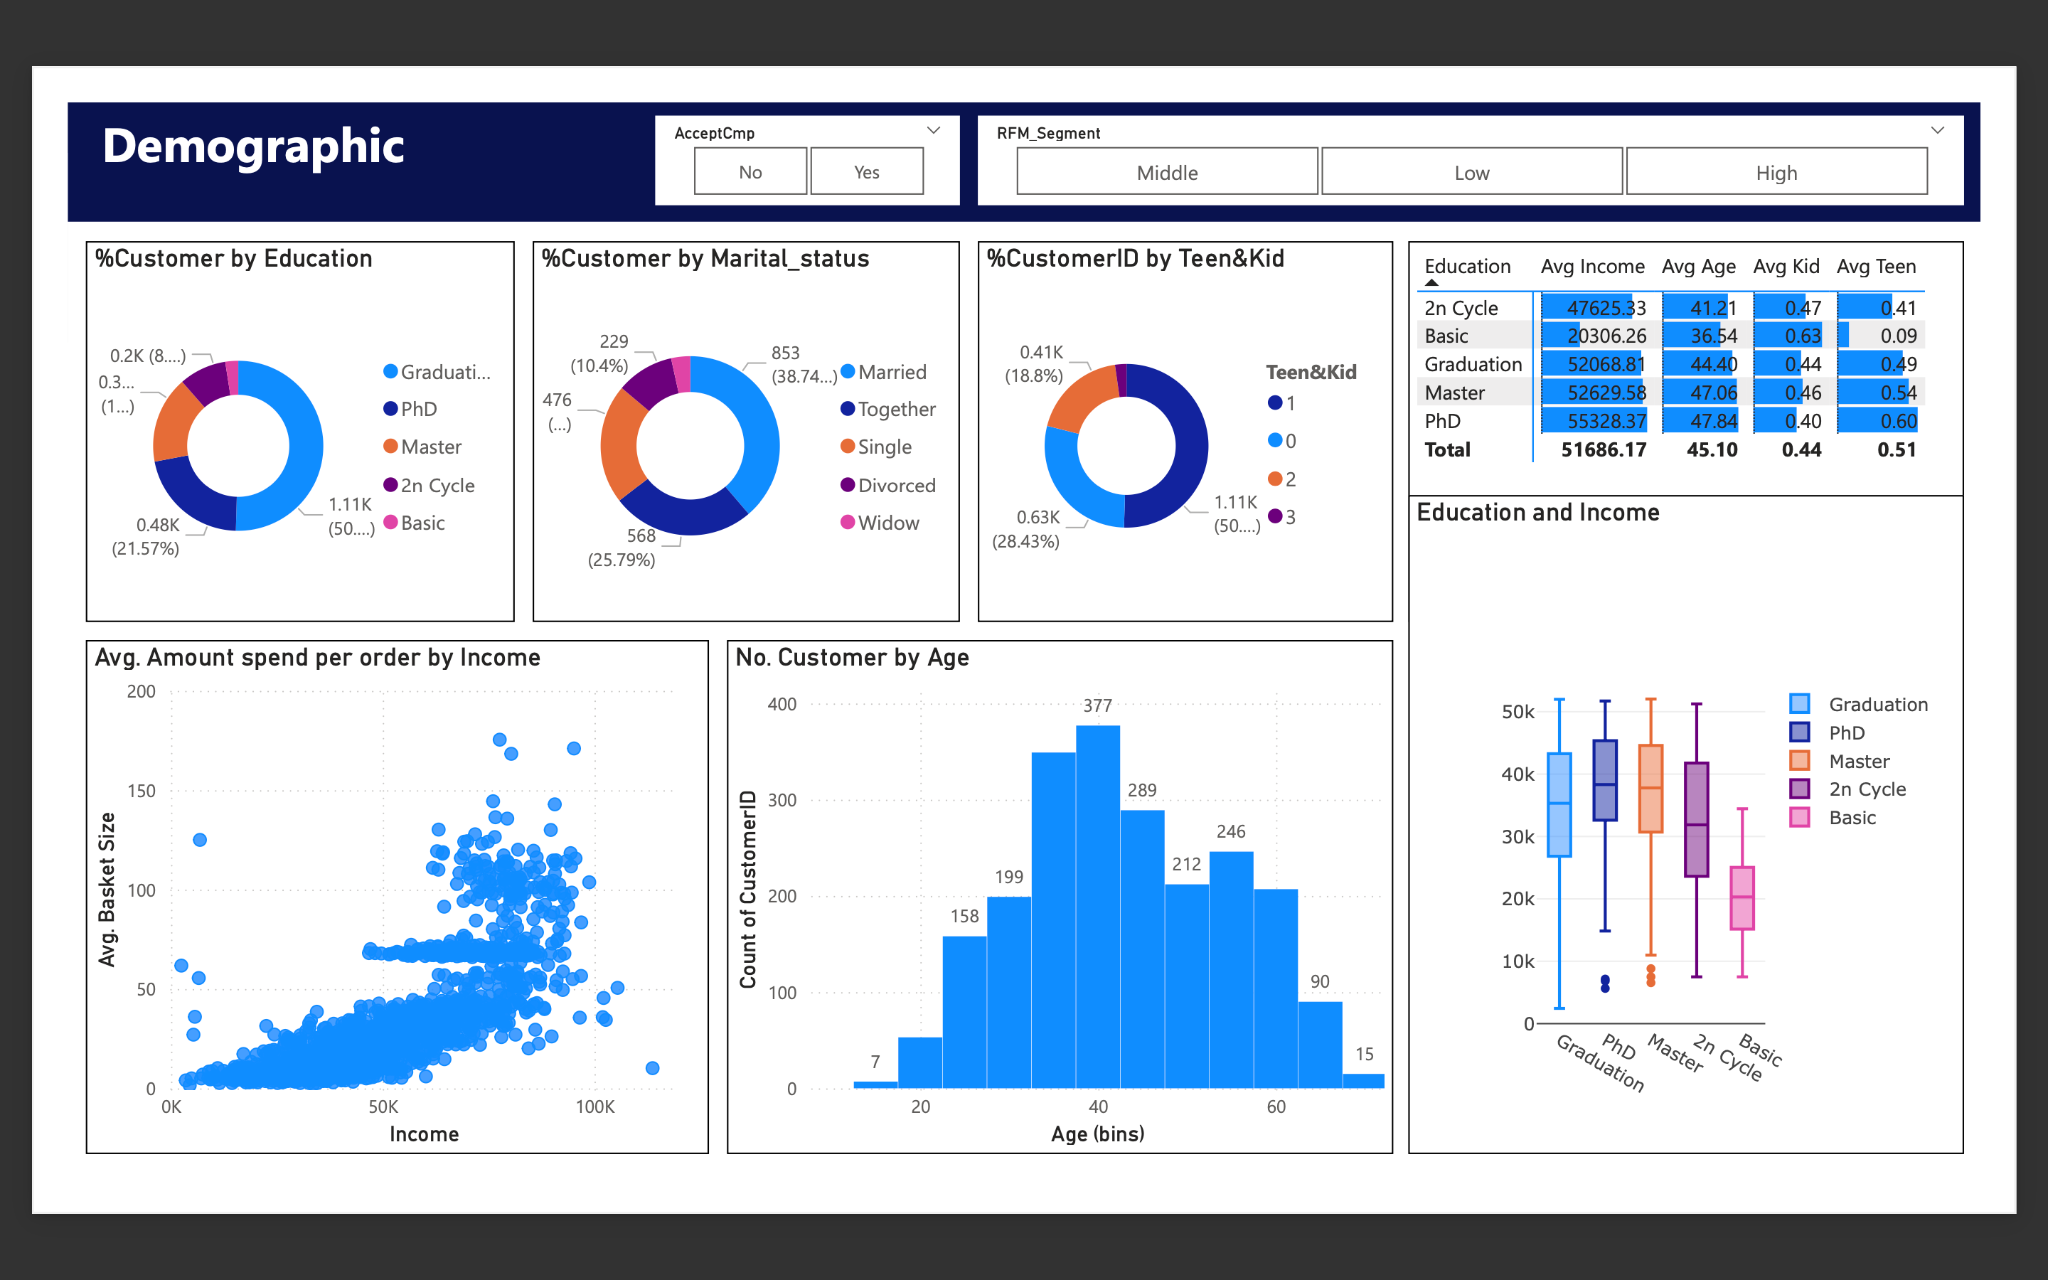 Demographic
AcceptCmp
No
Yes
RFM_Segment
Middle
Low
High
%Customer by Education
0.2K (8....)
0.3...
(1...)
0.48K
(21.57%)
1.11K
(50....)
Graduati...
PhD
Master
2n Cycle
Basic
%Customer by Marital_status
229
(10.4%)
476
(...)
568
(25.79%)
853
(38.74...)
Married
Together
Single
Divorced
Widow
%CustomerID by Teen&Kid
0.41K
(18.8%)
0.63K
(28.43%)
1.11K
(50....)
Teen&Kid
1
0
2
3
Education Avg Income Avg Age Avg Kid Avg Teen
2n Cycle 47625.33 41.21 0.47 0.41
Basic 20306.26 36.54 0.63 0.09
Graduation 52068.81 44.40 0.44 0.49
Master 52629.58 47.06 0.46 0.54
PhD 55328.37 47.84 0.40 0.60
Total 51686.17 45.10 0.44 0.51
Avg. Amount spend per order by Income
Avg. Basket Size
200
150
100
50
0
0K 50K 100K
Income
No. Customer by Age
Count of CustomerID
400
300
200
100
0
7
158
199
377
289
212
246
90
15
20 40 60
Age (bins)
Education and Income
50k
40k
30k
20k
10k
0
Graduation
PhD
Master
2n Cycle
Basic
Graduation
PhD
Master
2n Cycle
Basic